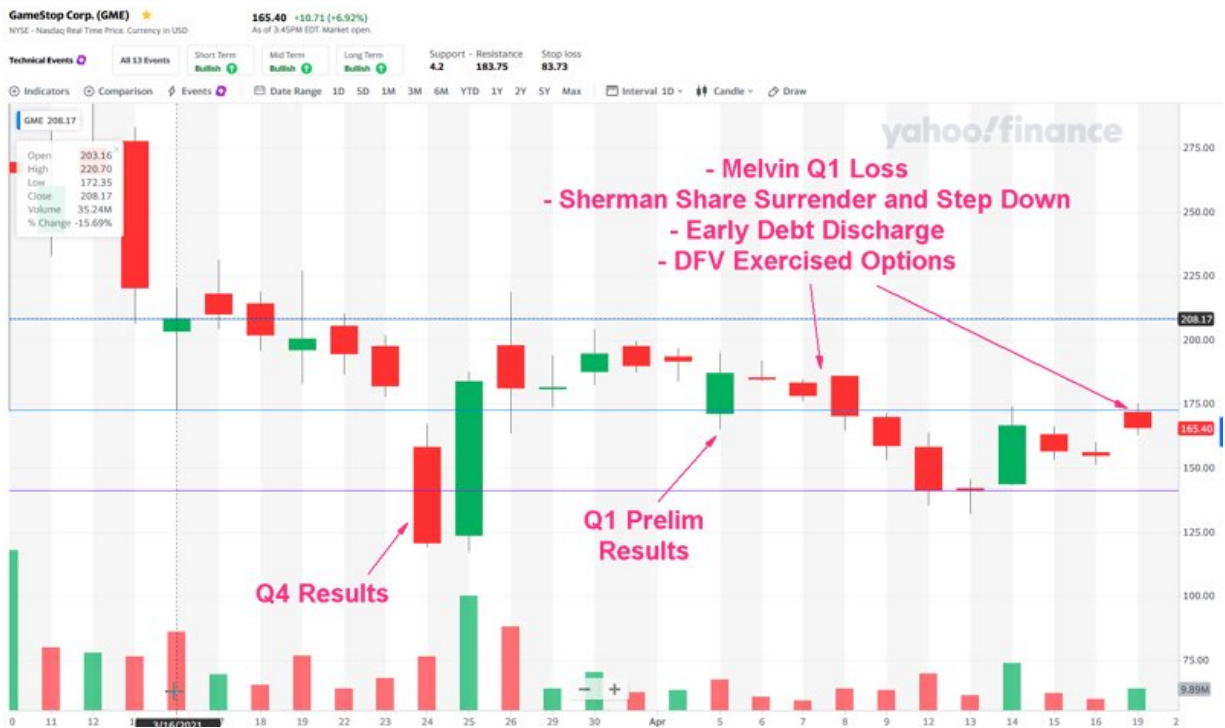 GameStop Corp. (GME)
NYSE - Nasdaq Real Time Price. Currency in USD
165.40 +10.71 (+6.92%)
As of 3:45PM EDT. Market open.
Technical Events
All 13 Events
Short Term
Bullish
Mid Term
Bullish
Long Term
Bullish
Support - Resistance
4.2 183.75
Stop loss
83.73
Indicators Comparison Events Date Range 1D 5D 1M 3M 6M YTD 1Y 2Y 5Y Max Interval 1D Candle Draw
GME 208.17
yahoo!finance
Open 203.16
High 220.70
Low 172.35
Close 208.17
Volume 35.24M
% Change -15.69%
- Melvin Q1 Loss
- Sherman Share Surrender and Step Down
- Early Debt Discharge
- DFV Exercised Options
Q1 Prelim
Results
Q4 Results
275.00
250.00
225.00
208.17
200.00
175.00
165.40
150.00
125.00
100.00
75.00
9.89M
0 11 12 1 3/16/2021 7 18 19 22 23 24 25 26 29 30 Apr 5 6 7 8 9 12 13 14 15 16 19 2